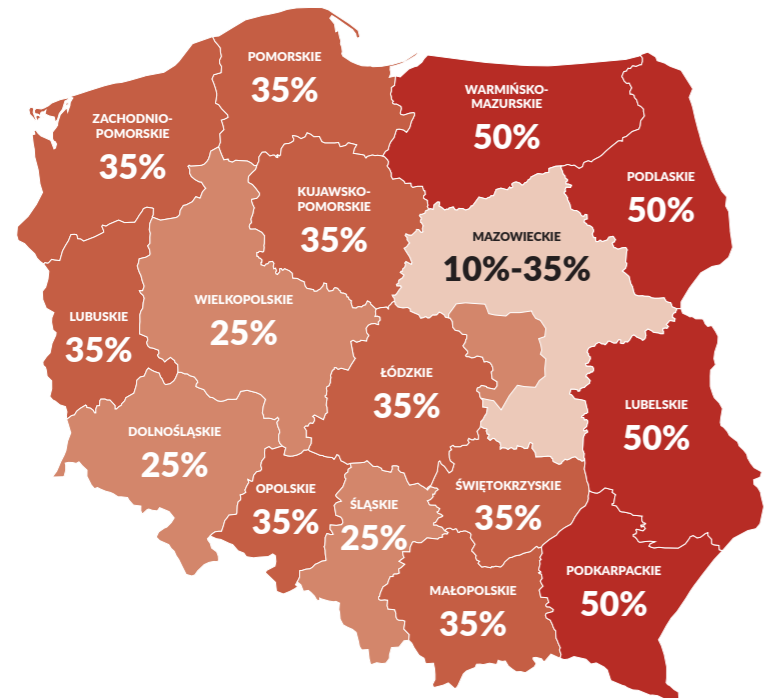 POMORSKIE
35%
WARMIŃSKO-
MAZURSKIE
50%
ZACHODNIO-
POMORSKIE
35%
PODLASKIE
50%
KUJAWSKO-
POMORSKIE
35%
MAZOWIECKIE
10%-35%
WIELKOPOLSKIE
25%
LUBUSKIE
35%
ŁÓDZKIE
35%
LUBELSKIE
50%
DOLNOŚLĄSKIE
25%
OPOLSKIE
35%
ŚLĄSKIE
25%
ŚWIĘTOKRZYSKIE
35%
PODKARPACKIE
50%
MAŁOPOLSKIE
35%